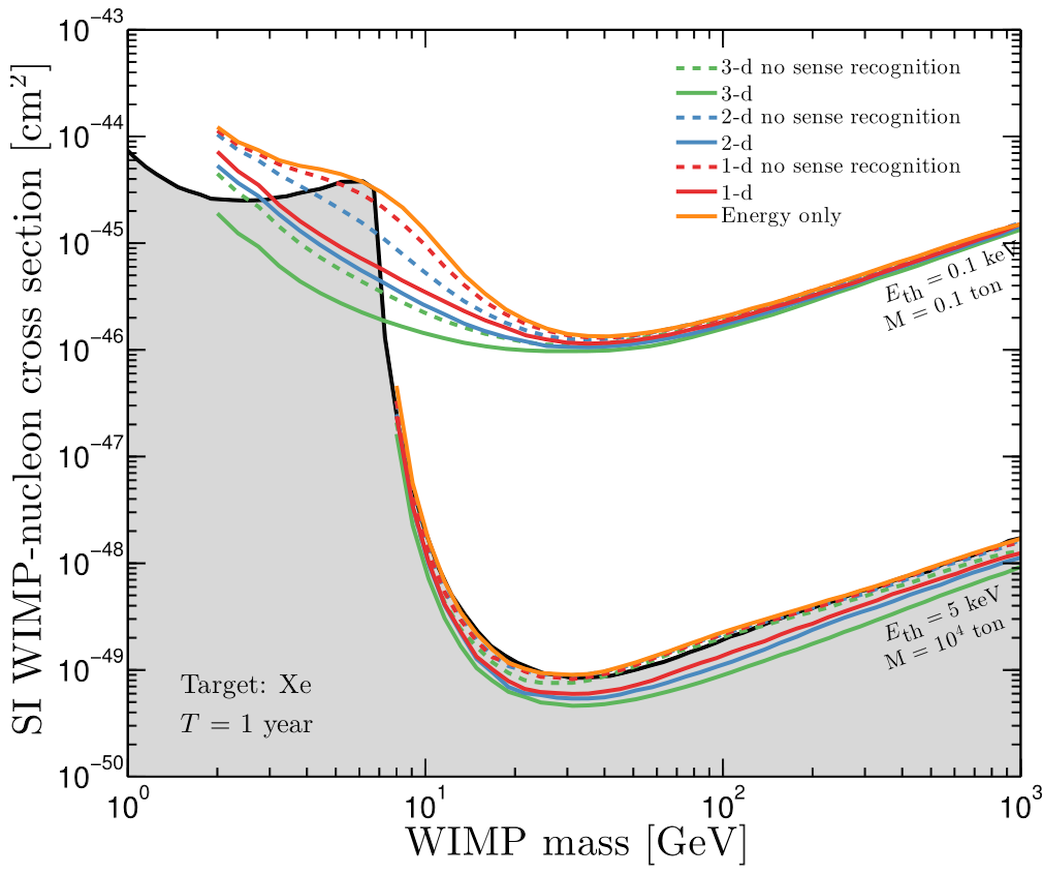 10^−43
10^−44
10^−45
10^−46
10^−47
10^−48
10^−49
10^−50
SI WIMP-nucleon cross section [cm^2]
3-d no sense recognition
3-d
2-d no sense recognition
2-d
1-d no sense recognition
1-d
Energy only
E_th = 0.1 keV
M = 0.1 ton
E_th = 5 keV
M = 10^4 ton
Target: Xe
T = 1 year
10^0 10^1 10^2 10^3
WIMP mass [GeV]